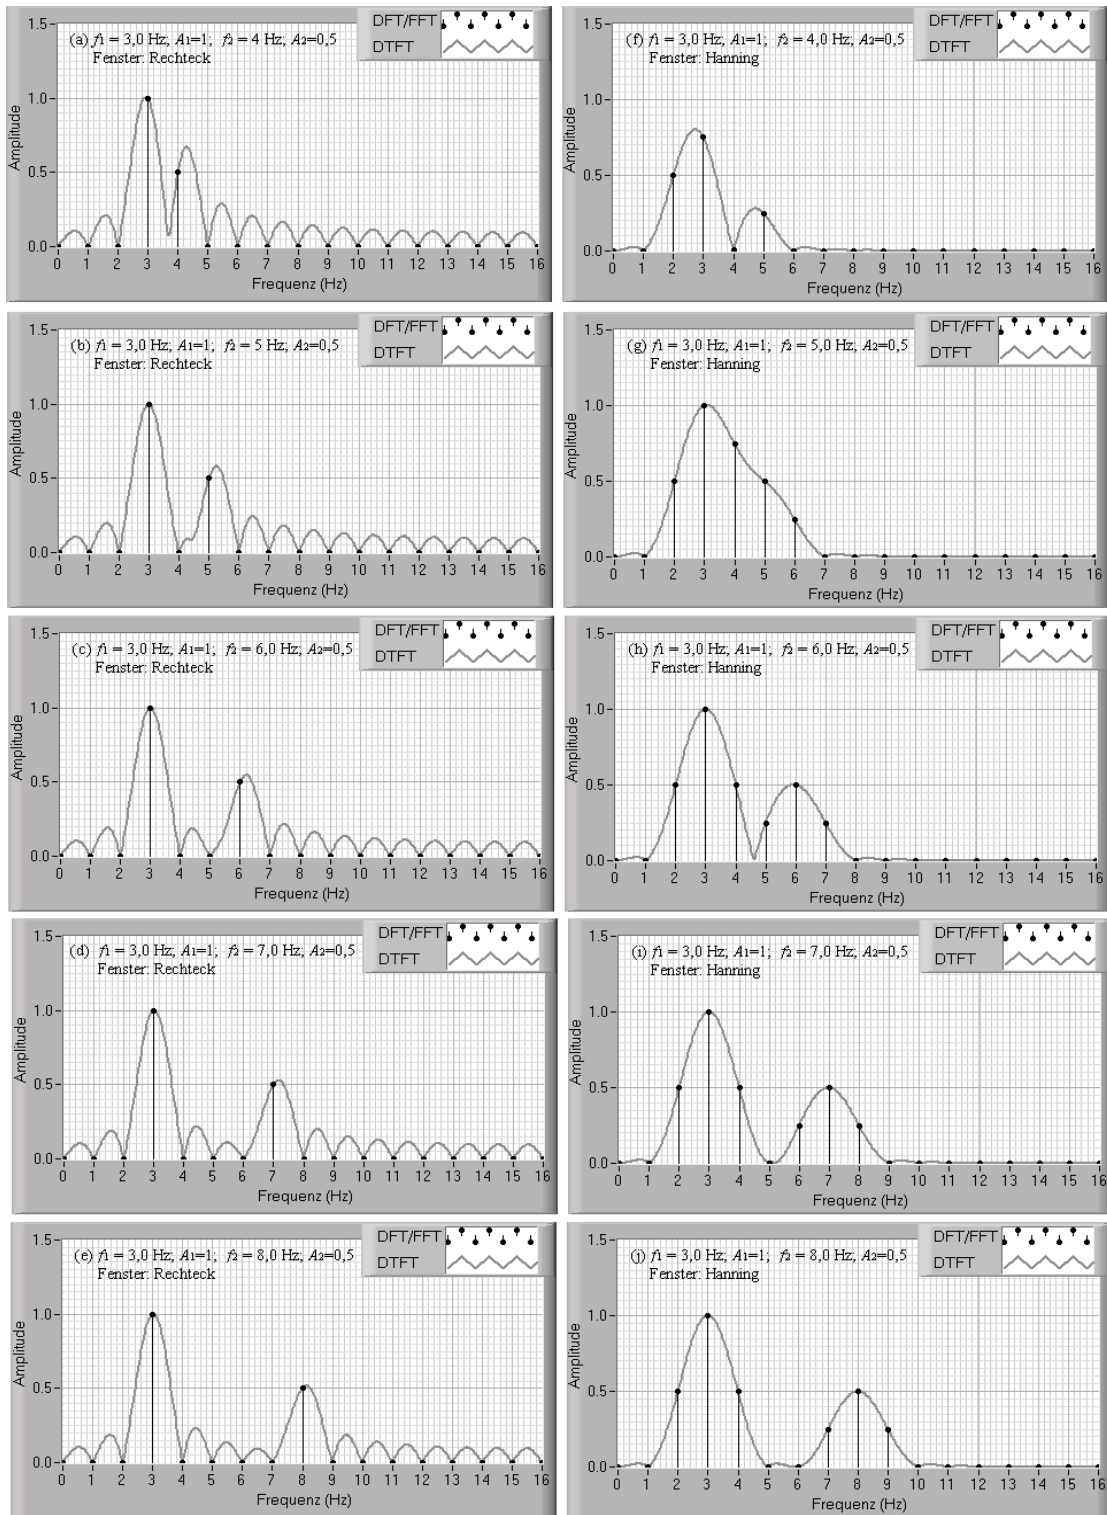 1.5
DFT/FFT
DTFT
(a) f1 = 3,0 Hz; A1=1; f2 = 4 Hz; A2=0,5
Fenster: Rechteck
1.0
Amplitude
0.5
0.0
0 1 2 3 4 5 6 7 8 9 10 11 12 13 14 15 16
Frequenz (Hz)
1.5
DFT/FFT
DTFT
(f) f1 = 3,0 Hz; A1=1; f2 = 4,0 Hz; A2=0,5
Fenster: Hanning
1.0
Amplitude
0.5
0.0
0 1 2 3 4 5 6 7 8 9 10 11 12 13 14 15 16
Frequenz (Hz)
1.5
DFT/FFT
DTFT
(b) f1 = 3,0 Hz; A1=1; f2 = 5 Hz; A2=0,5
Fenster: Rechteck
1.0
Amplitude
0.5
0.0
0 1 2 3 4 5 6 7 8 9 10 11 12 13 14 15 16
Frequenz (Hz)
1.5
DFT/FFT
DTFT
(g) f1 = 3,0 Hz; A1=1; f2 = 5,0 Hz; A2=0,5
Fenster: Hanning
1.0
Amplitude
0.5
0.0
0 1 2 3 4 5 6 7 8 9 10 11 12 13 14 15 16
Frequenz (Hz)
1.5
DFT/FFT
DTFT
(c) f1 = 3,0 Hz; A1=1; f2 = 6,0 Hz; A2=0,5
Fenster: Rechteck
1.0
Amplitude
0.5
0.0
0 1 2 3 4 5 6 7 8 9 10 11 12 13 14 15 16
Frequenz (Hz)
1.5
DFT/FFT
DTFT
(h) f1 = 3,0 Hz; A1=1; f2 = 6,0 Hz; A2=0,5
Fenster: Hanning
1.0
Amplitude
0.5
0.0
0 1 2 3 4 5 6 7 8 9 10 11 12 13 14 15 16
Frequenz (Hz)
1.5
DFT/FFT
DTFT
(d) f1 = 3,0 Hz; A1=1; f2 = 7,0 Hz; A2=0,5
Fenster: Rechteck
1.0
Amplitude
0.5
0.0
0 1 2 3 4 5 6 7 8 9 10 11 12 13 14 15 16
Frequenz (Hz)
1.5
DFT/FFT
DTFT
(i) f1 = 3,0 Hz; A1=1; f2 = 7,0 Hz; A2=0,5
Fenster: Hanning
1.0
Amplitude
0.5
0.0
0 1 2 3 4 5 6 7 8 9 10 11 12 13 14 15 16
Frequenz (Hz)
1.5
DFT/FFT
DTFT
(e) f1 = 3,0 Hz; A1=1; f2 = 8,0 Hz; A2=0,5
Fenster: Rechteck
1.0
Amplitude
0.5
0.0
0 1 2 3 4 5 6 7 8 9 10 11 12 13 14 15 16
Frequenz (Hz)
1.5
DFT/FFT
DTFT
(j) f1 = 3,0 Hz; A1=1; f2 = 8,0 Hz; A2=0,5
Fenster: Hanning
1.0
Amplitude
0.5
0.0
0 1 2 3 4 5 6 7 8 9 10 11 12 13 14 15 16
Frequenz (Hz)